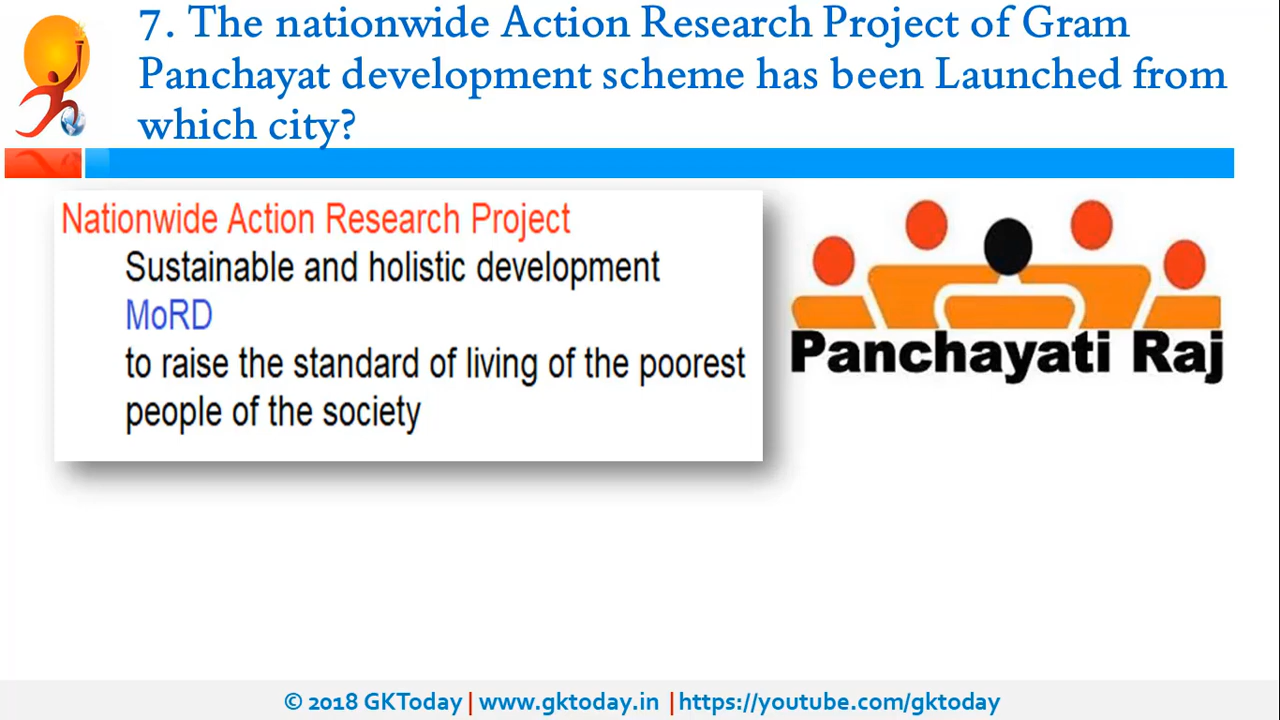 7. The nationwide Action Research Project of Gram
Panchayat development scheme has been Launched from
which city?
Nationwide Action Research Project
Sustainable and holistic development
MoRD
to raise the standard of living of the poorest
people of the society
Panchayati Raj
© 2018 GKToday | www.gktoday.in | https://youtube.com/gktoday